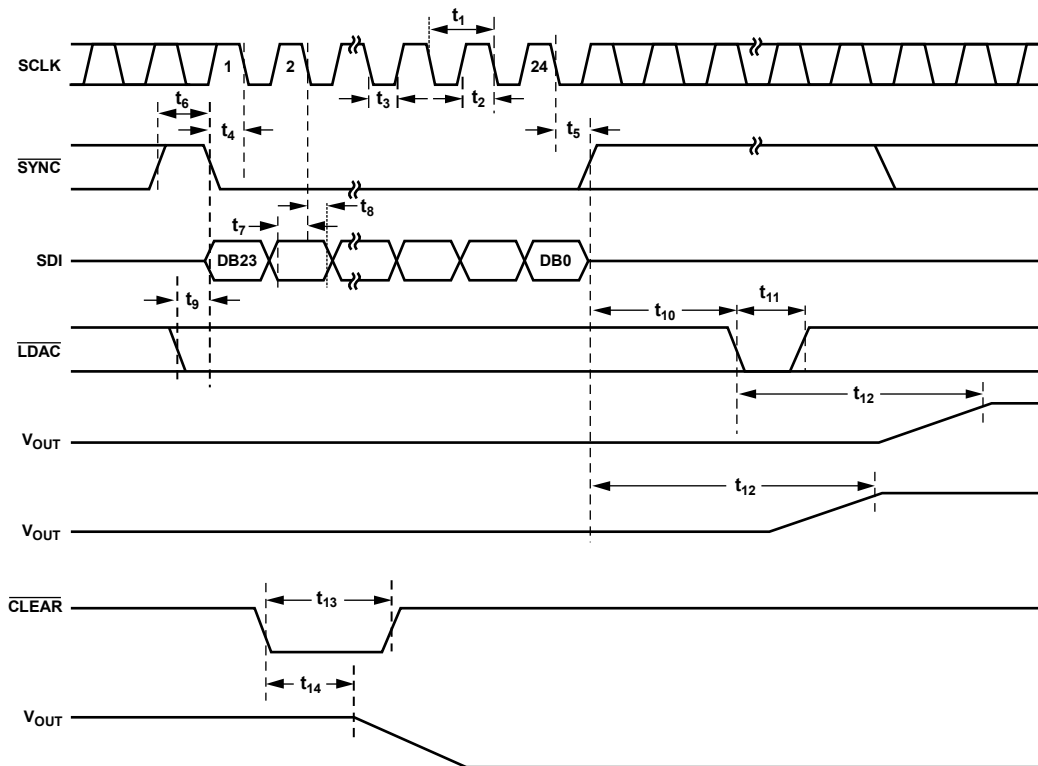 t1
SCLK 1 2 24
t3 t2
t6
t4 t5
SYNC
t8
t7
SDI DB23 DB0
t9
t10 t11
LDAC
t12
VOUT
t12
VOUT
CLEAR t13
t14
VOUT